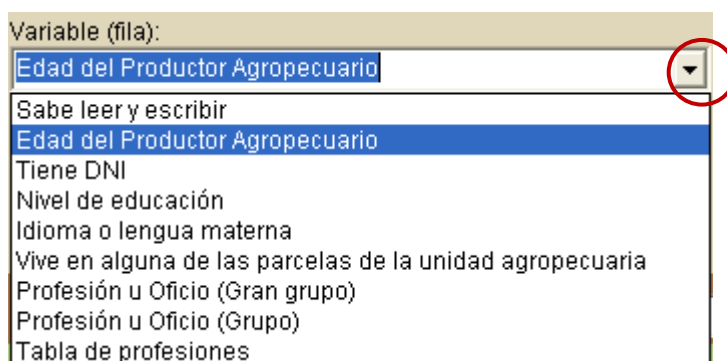 Variable (fila):
Edad del Productor Agropecuario
Sabe leer y escribir
Edad del Productor Agropecuario
Tiene DNI
Nivel de educación
Idioma o lengua materna
Vive en alguna de las parcelas de la unidad agropecuaria
Profesión u Oficio (Gran grupo)
Profesión u Oficio (Grupo)
Tabla de profesiones